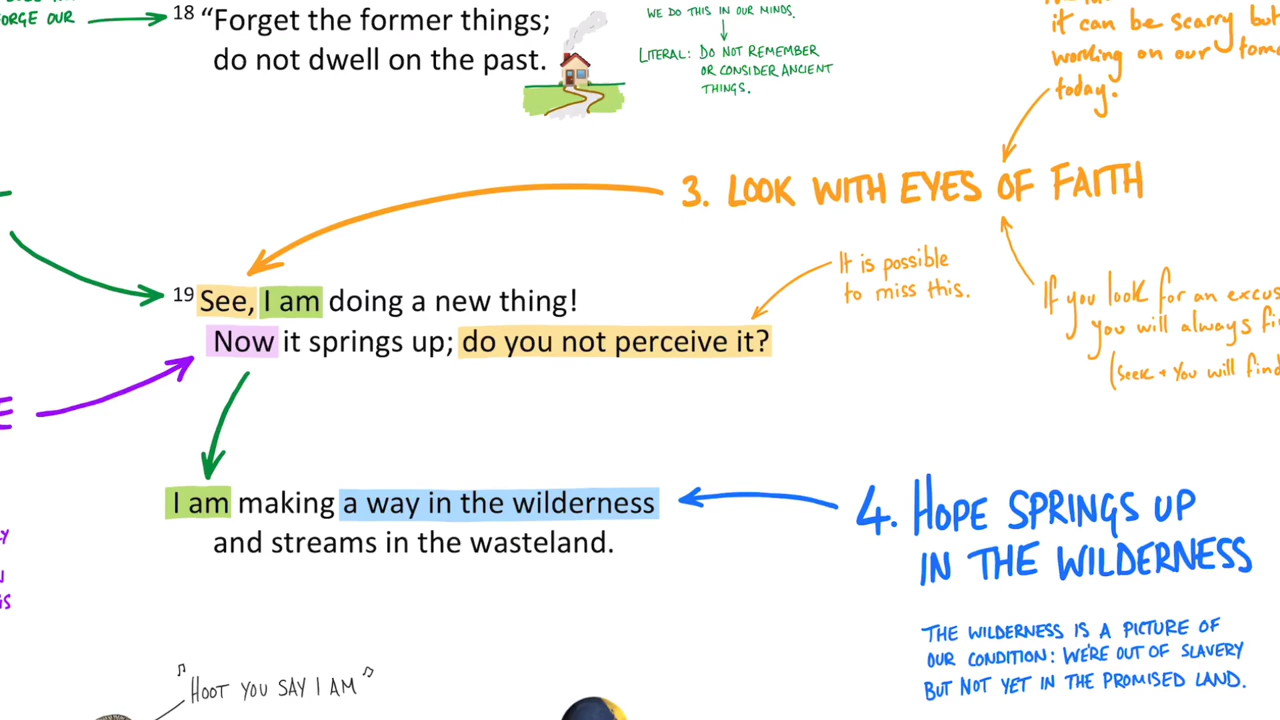 FORGE OUR
18 “Forget the former things;
do not dwell on the past.
WE DO THIS IN OUR MINDS.
LITERAL: DO NOT REMEMBER
OR CONSIDER ANCIENT
THINGS.
it can be scarry but
working on our
today.
3. LOOK WITH EYES OF FAITH
It is possible
to miss this.
If you look for an
you will always
(Seek + You will find
19 See, I am doing a new thing!
Now it springs up; do you not perceive it?
E
I am making a way in the wilderness
and streams in the wasteland.
4. HOPE SPRINGS UP
IN THE WILDERNESS
THE WILDERNESS IS A PICTURE OF
OUR CONDITION: WE'RE OUT OF SLAVERY
BUT NOT YET IN THE PROMISED LAND.
"HOOT YOU SAY I AM"